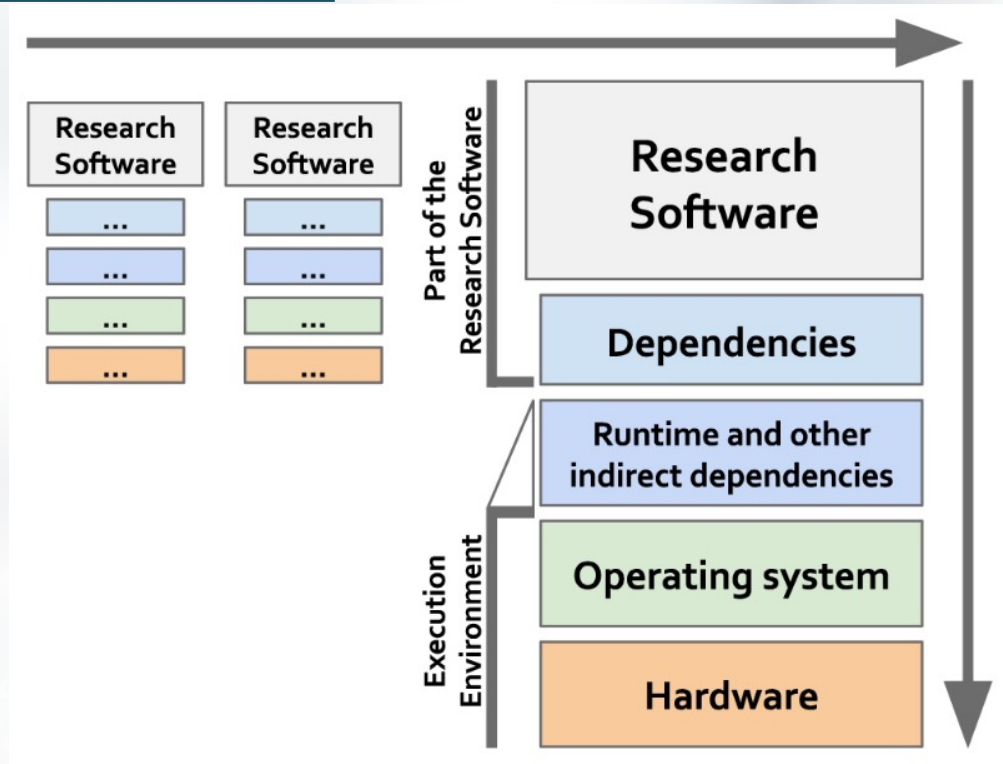 Research
Software
...
...
...
...
Research
Software
...
...
...
...
Part of the
Research Software
Execution
Environment
Research
Software
Dependencies
Runtime and other
indirect dependencies
Operating system
Hardware